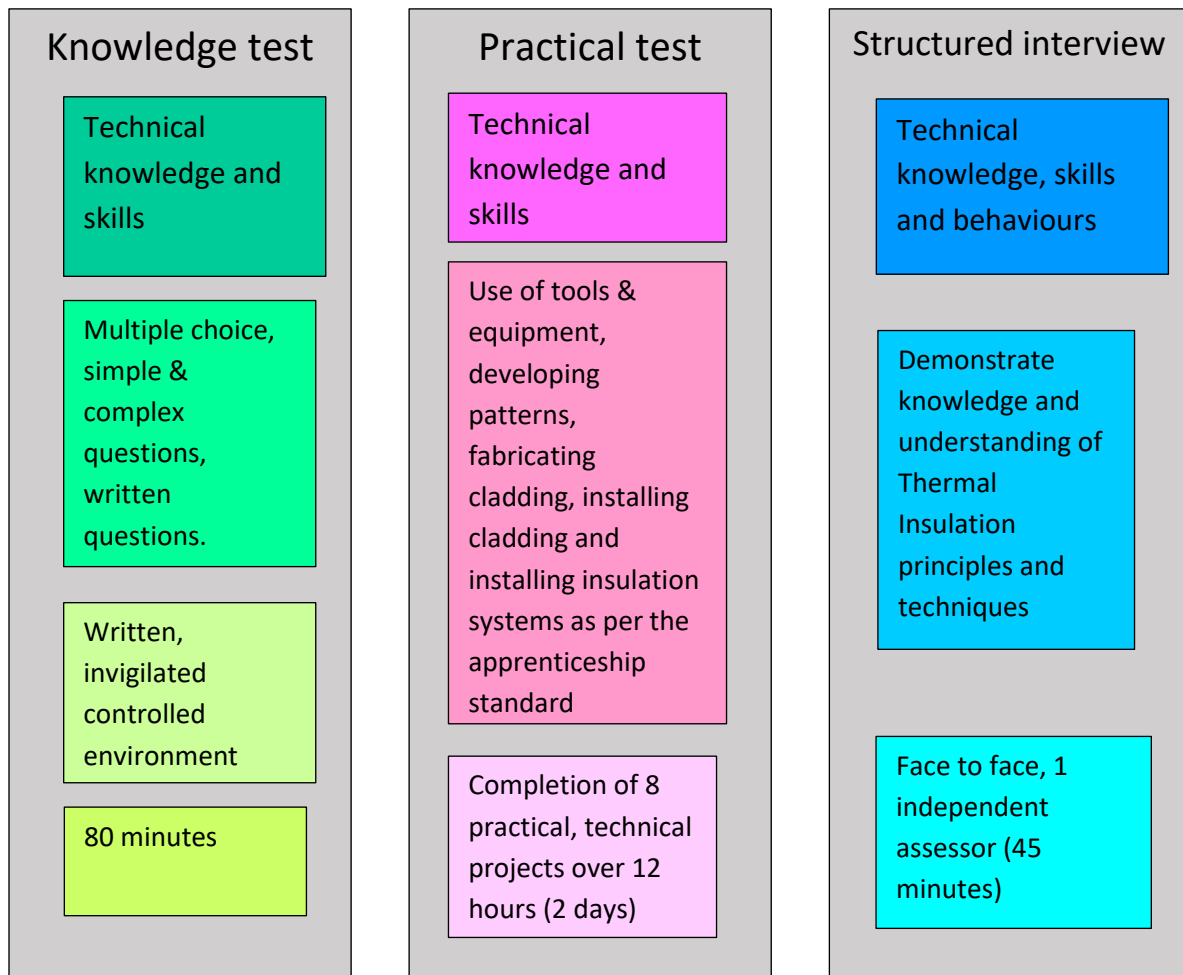 Knowledge test
Technical
knowledge and
skills
Multiple choice,
simple &
complex
questions,
written
questions.
Written,
invigilated
controlled
environment
80 minutes
Practical test
Technical
knowledge and
skills
Use of tools &
equipment,
developing
patterns,
fabricating
cladding, installing
cladding and
installing insulation
systems as per the
apprenticeship
standard
Completion of 8
practical, technical
projects over 12
hours (2 days)
Structured interview
Technical
knowledge, skills
and behaviours
Demonstrate
knowledge and
understanding of
Thermal
Insulation
principles and
techniques
Face to face, 1
independent
assessor (45
minutes)